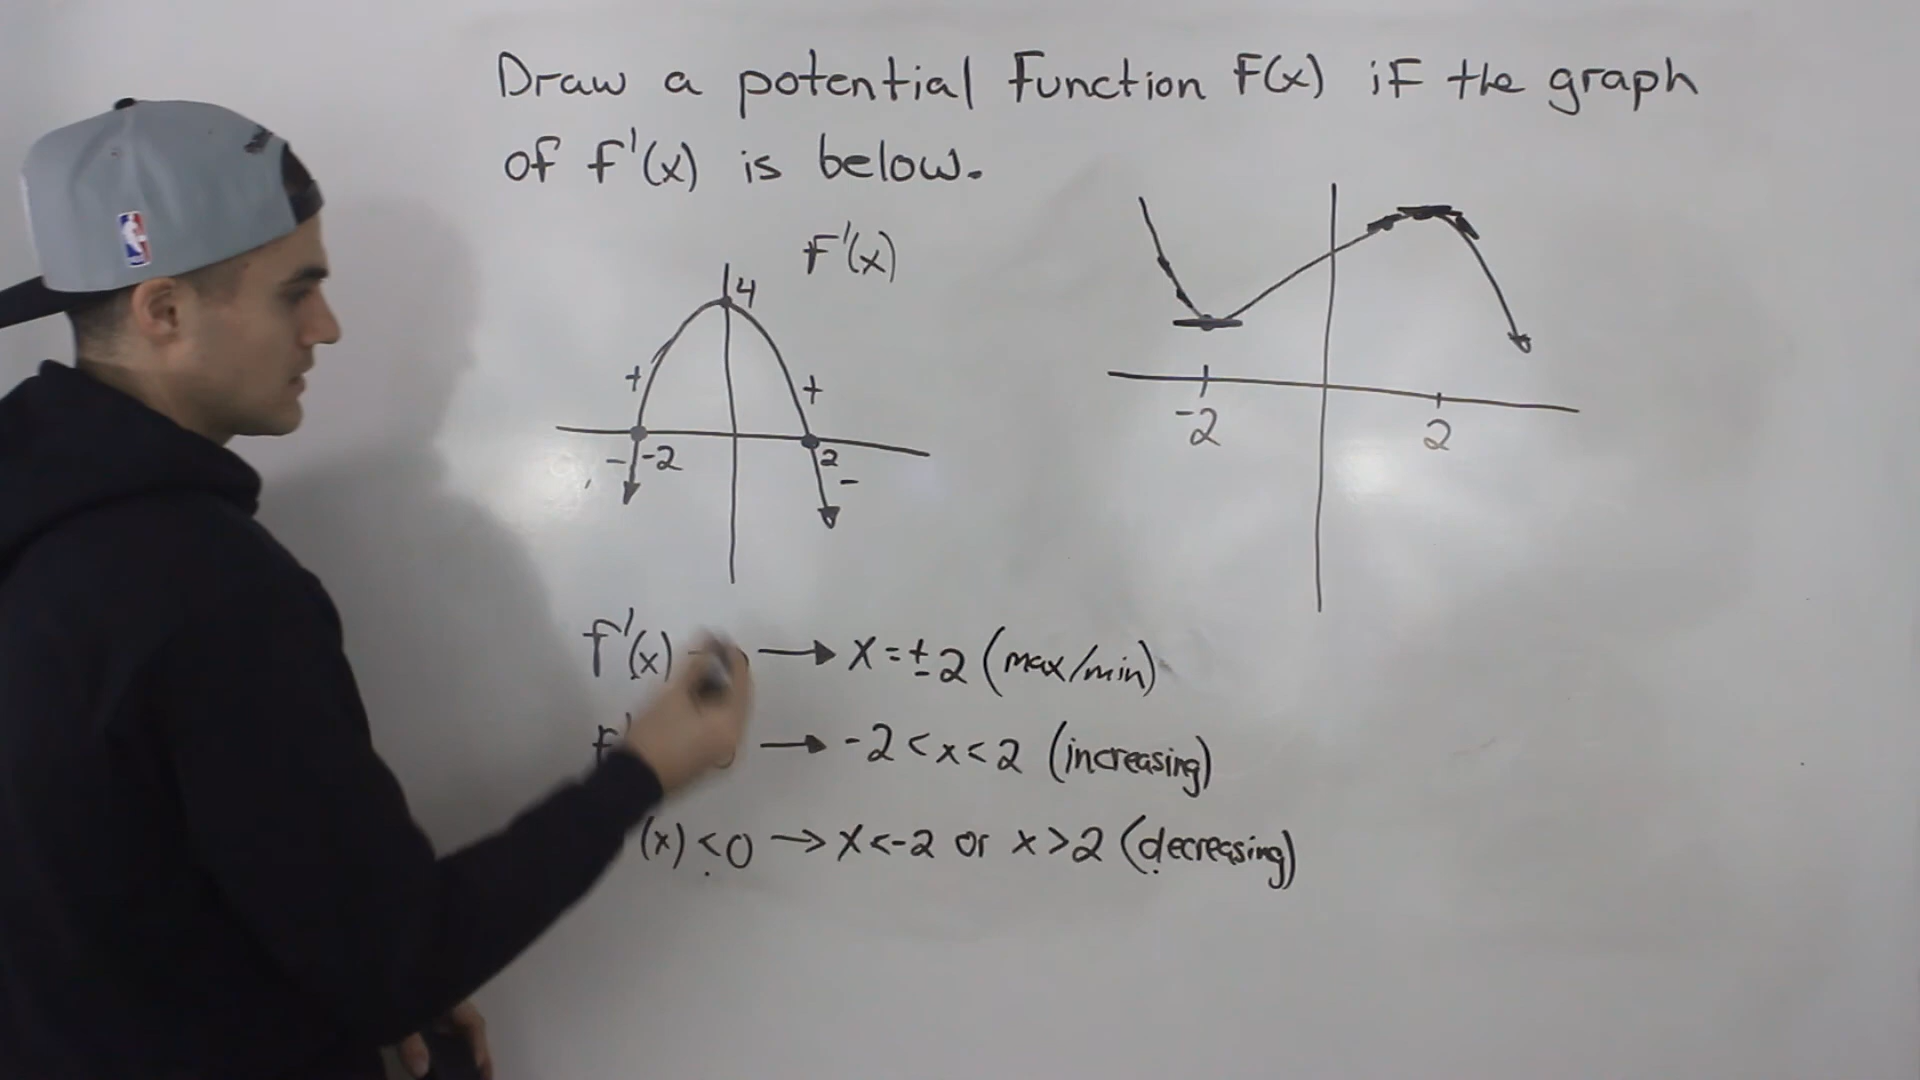 Draw a potential function f(x) if the graph
of f'(x) is below.
f'(x)
4
+ +
- -2 2 -
-2 2
f'(x) → x = ± 2 (max/min)
f' → -2 < x < 2 (increasing)
(x) < 0 → x < -2 or x > 2 (decreasing)